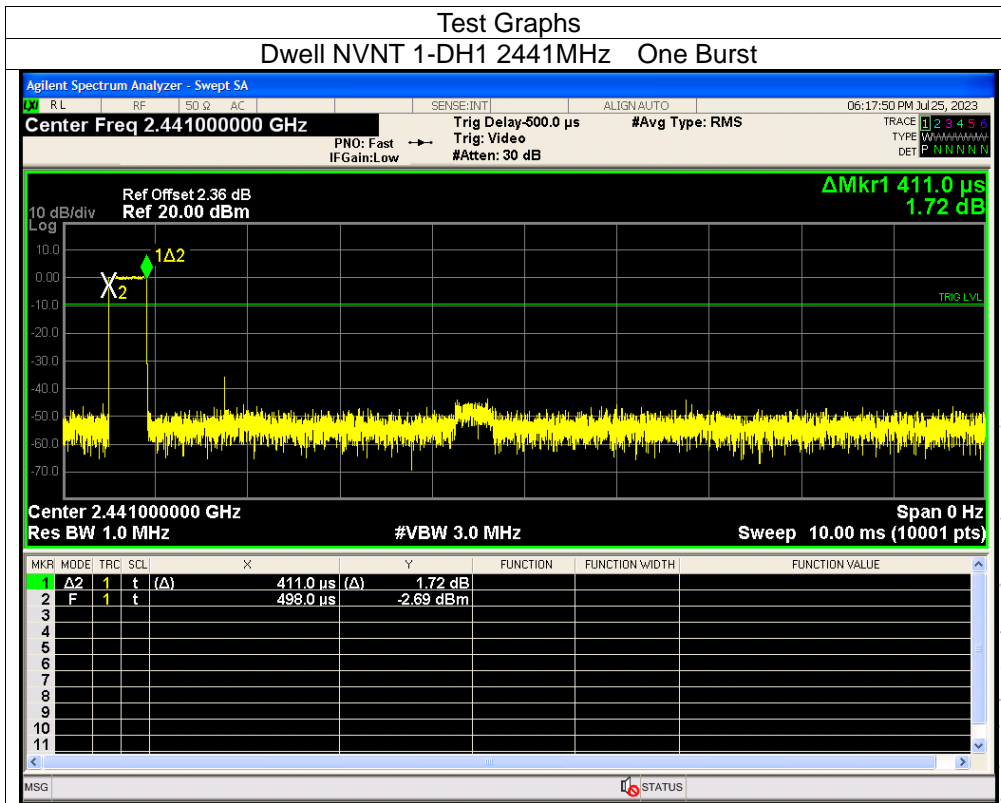 Test Graphs
Dwell NVNT 1-DH1 2441MHz One Burst
Agilent Spectrum Analyzer - Swept SA
LXI RL RF 50 Ω AC SENSE:INT ALIGN AUTO 06:17:50 PM Jul 25, 2023
Center Freq 2.441000000 GHz Trig Delay-500.0 µs #Avg Type: RMS TRACE 1 2 3 4 5 6
PNO: Fast Trig: Video TYPE WWWWWW
IFGain:Low #Atten: 30 dB DET P N N N N N
ΔMkr1 411.0 µs
Ref Offset 2.36 dB
10 dB/div Ref 20.00 dBm 1.72 dB
Log
10.0
1Δ2
0.00
X2
-10.0
TRIG LVL
-20.0
-30.0
-40.0
-50.0
-60.0
-70.0
Center 2.441000000 GHz Span 0 Hz
Res BW 1.0 MHz #VBW 3.0 MHz Sweep 10.00 ms (10001 pts)
MKR MODE TRC SCL X Y FUNCTION FUNCTION WIDTH FUNCTION VALUE
1 Δ2 1 t (Δ) 411.0 µs (Δ) 1.72 dB
2 F 1 t 498.0 µs -2.69 dBm
3
4
5
6
7
8
9
10
11
MSG STATUS